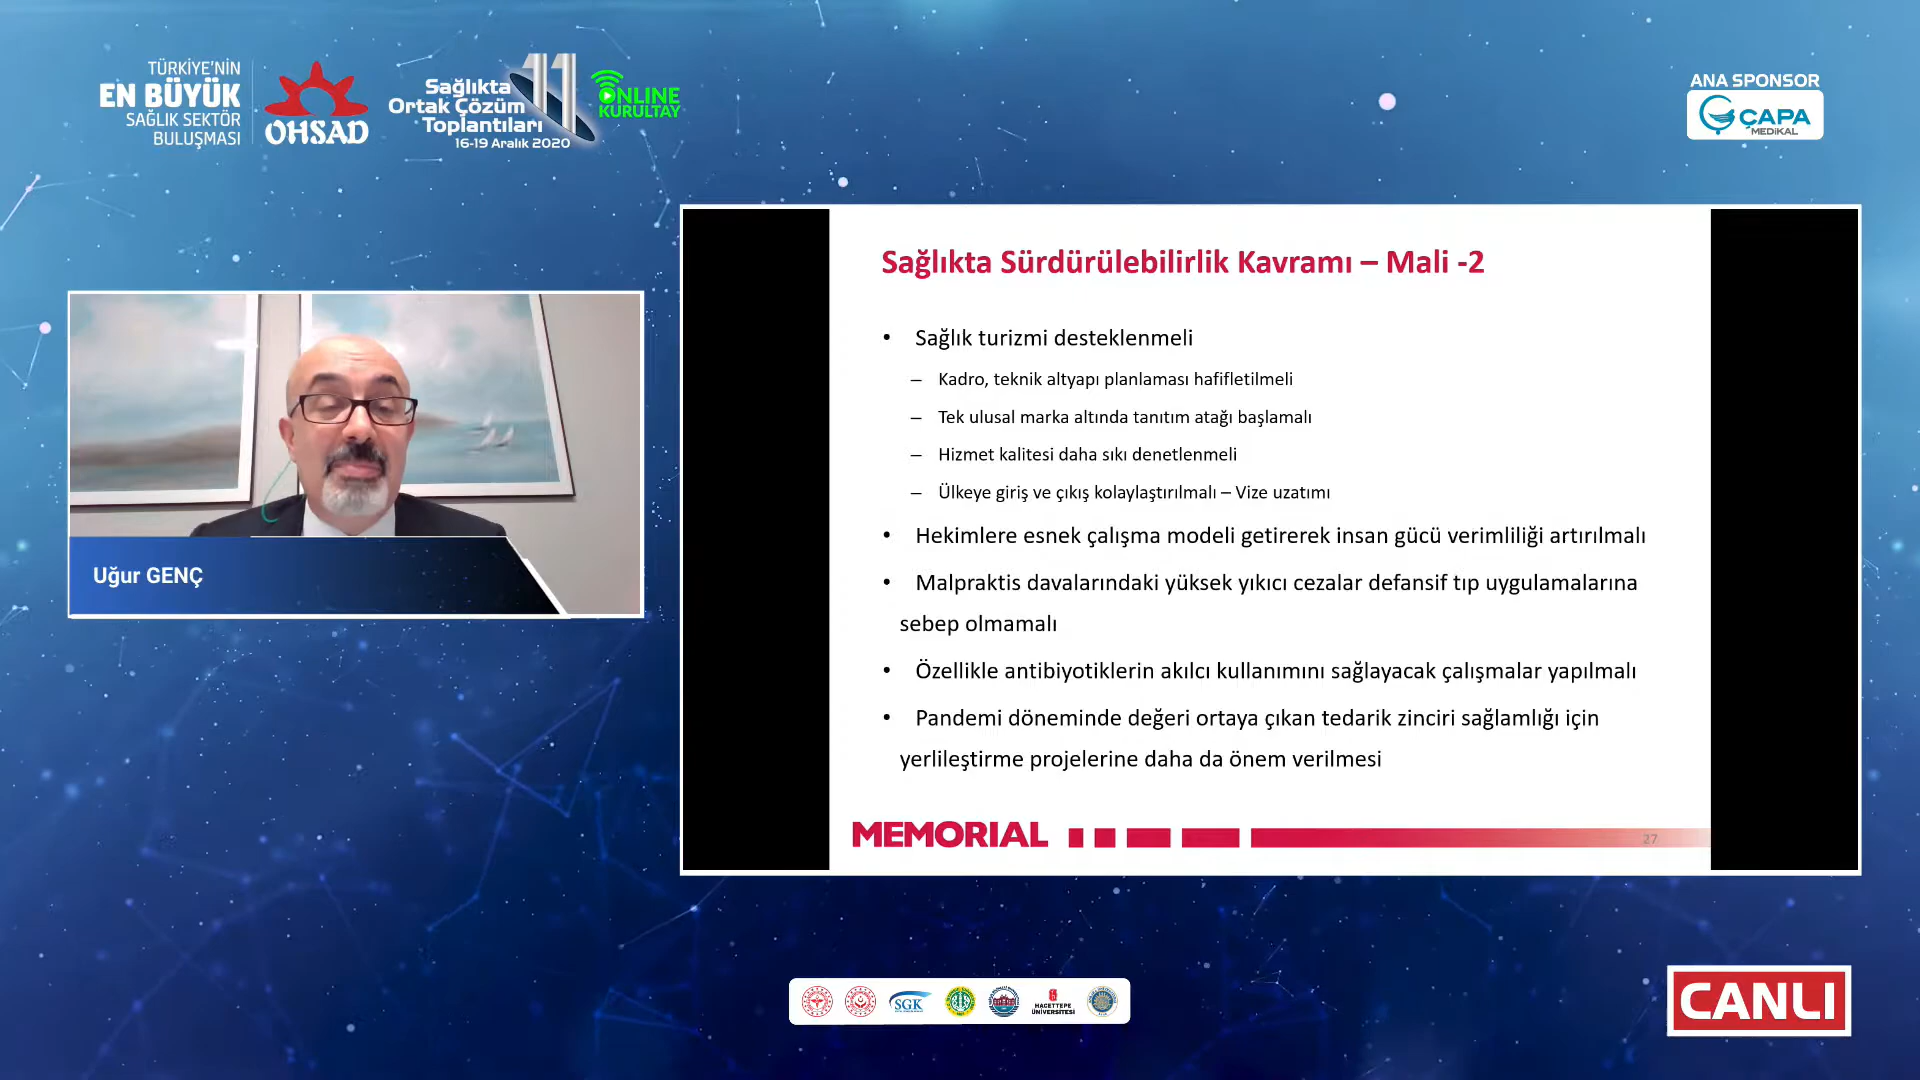 TÜRKİYE'NİN
EN BÜYÜK
SAĞLIK SEKTÖR
BULUŞMASI
OHSAD
Sağlıkta
Ortak Çözüm
Toplantıları
11
16-19 Aralık 2020
ONLINE
KURULTAY
ANA SPONSOR
ÇAPA
MEDİKAL
Uğur GENÇ
Sağlıkta Sürdürülebilirlik Kavramı – Mali -2
• Sağlık turizmi desteklenmeli
– Kadro, teknik altyapı planlaması hafifletilmeli
– Tek ulusal marka altında tanıtım atağı başlamalı
– Hizmet kalitesi daha sıkı denetlenmeli
– Ülkeye giriş ve çıkış kolaylaştırılmalı – Vize uzatımı
• Hekimlere esnek çalışma modeli getirerek insan gücü verimliliği artırılmalı
• Malpraktis davalarındaki yüksek yıkıcı cezalar defansif tıp uygulamalarına
sebep olmamalı
• Özellikle antibiyotiklerin akılcı kullanımını sağlayacak çalışmalar yapılmalı
• Pandemi döneminde değeri ortaya çıkan tedarik zinciri sağlamlığı için
yerlileştirme projelerine daha da önem verilmesi
MEMORIAL
27
SGK
HACETTEPE
ÜNİVERSİTESİ
CANLI